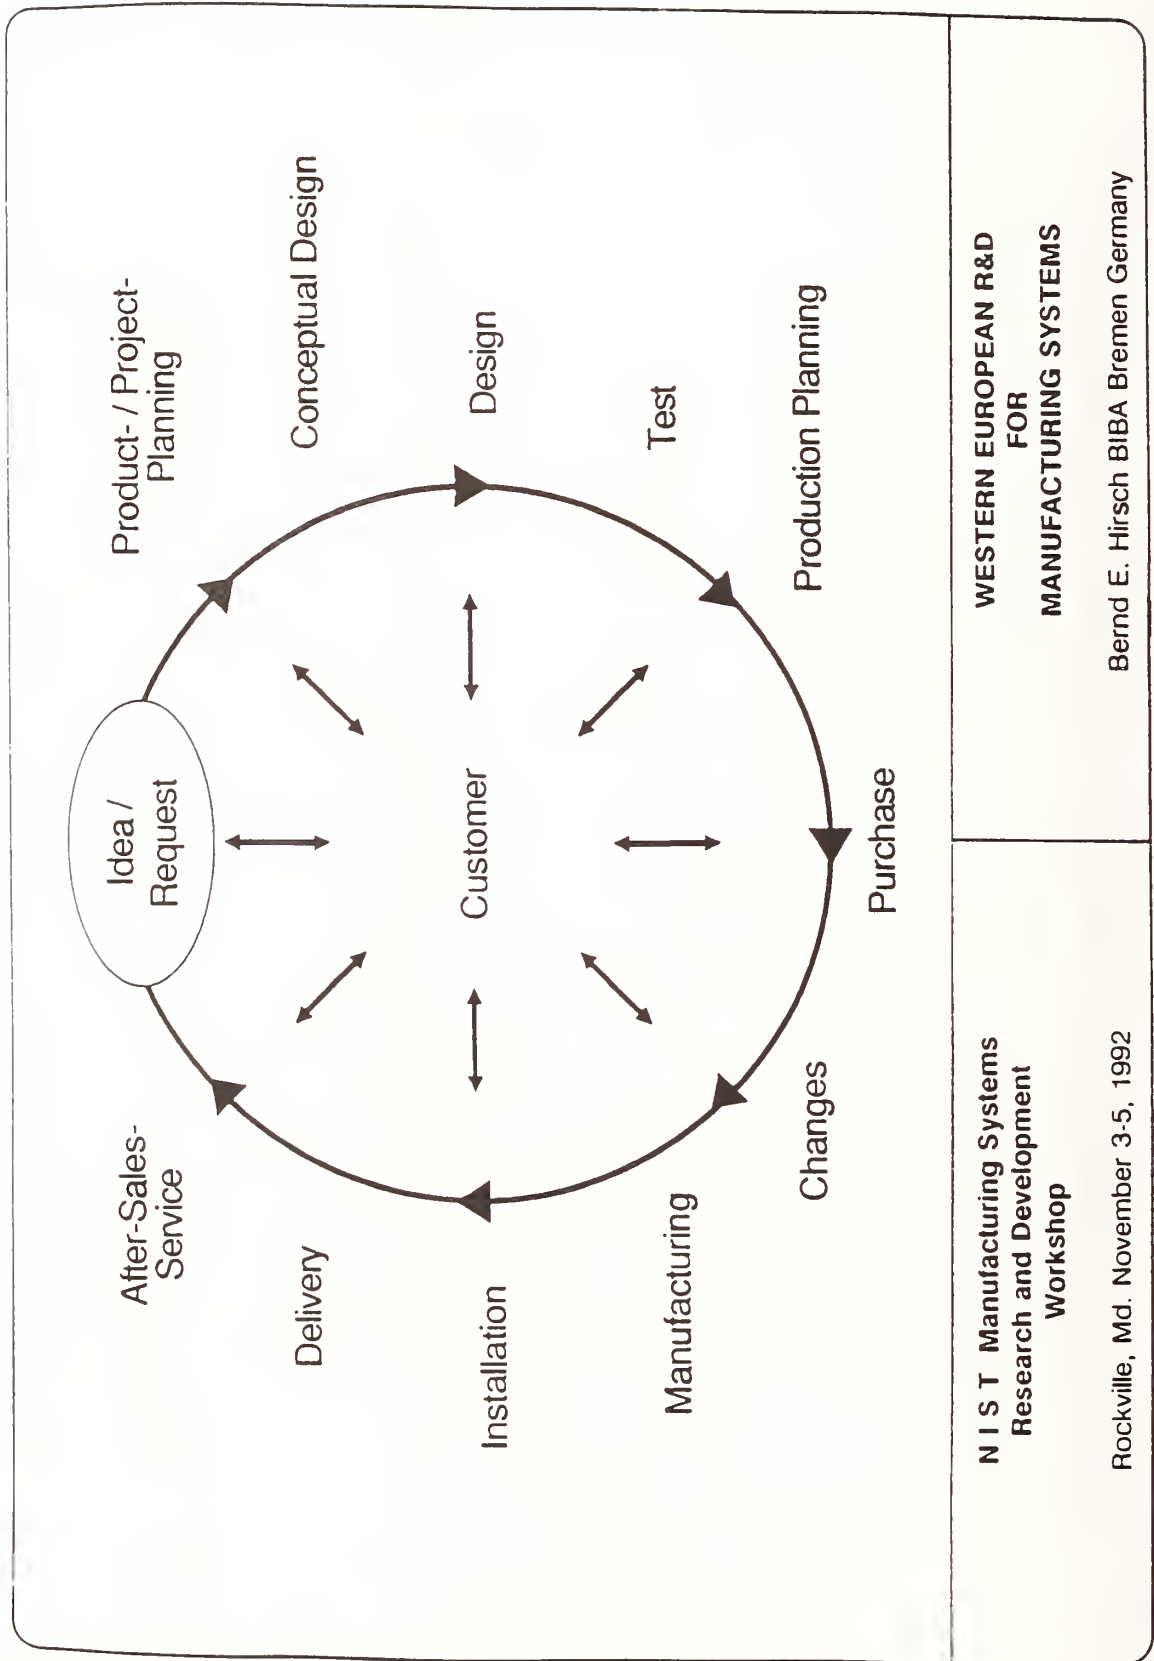 Idea /
Request
Product- / Project-
Planning
Conceptual Design
Design
Test
Production Planning
Purchase
Changes
Manufacturing
Installation
Delivery
After-Sales-
Service
Customer
N I S T Manufacturing Systems
Research and Development
Workshop
Rockville, Md. November 3-5, 1992
WESTERN EUROPEAN R&D
FOR
MANUFACTURING SYSTEMS
Bernd E. Hirsch BIBA Bremen Germany